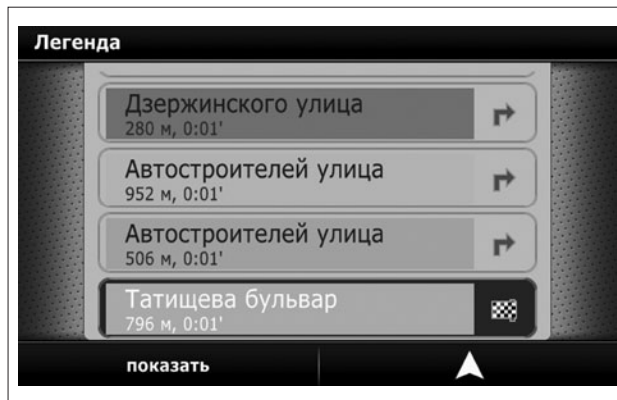 Легенда
Дзержинского улица
280 м, 0:01'
Автостроителей улица
952 м, 0:01'
Автостроителей улица
506 м, 0:01'
Татищева бульвар
796 м, 0:01'
показать